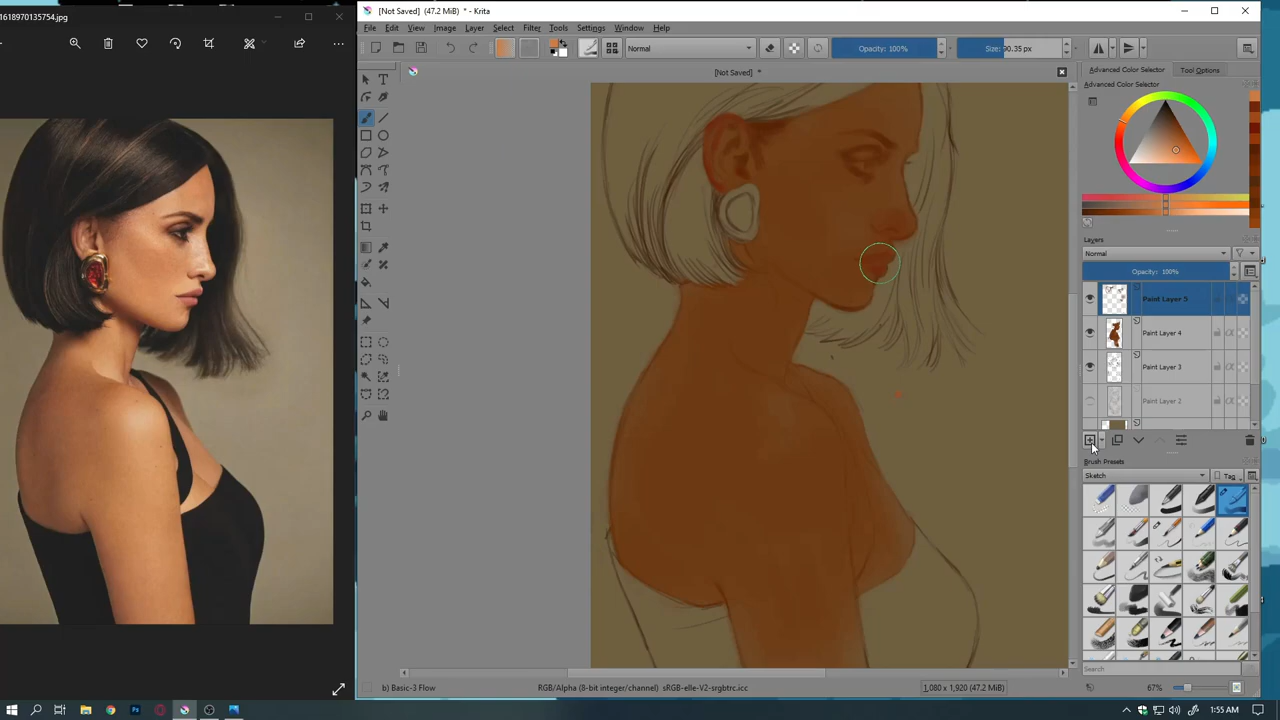 1618970135754.jpg
[Not Saved] (47.2 MiB) * - Krita
File Edit View Image Layer Select Filter Tools Settings Window Help
Normal
Opacity: 100%
[Not Saved] *
Advanced Color Selector
Tool Options
Advanced Color Selector
Layers
Normal
Opacity: 100%
Paint Layer 5
Paint Layer 4
Paint Layer 3
Paint Layer 2
Brush Presets
Sketch
Tag
Search
b) Basic-3 Flow
RGB/Alpha (8-bit integer/channel) sRGB-elle-V2-srgbtrc.icc
1,080 x 1,920 (47.2 MiB)
67%
1:55 AM